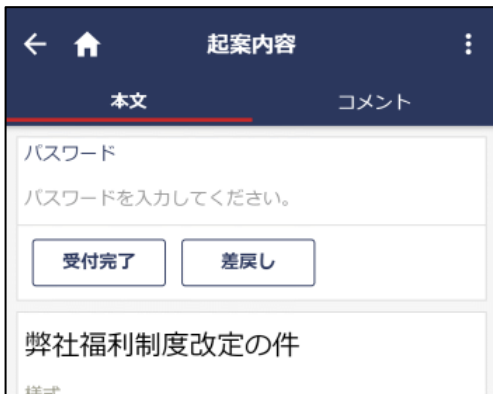 起案内容
本文 コメント
パスワード
パスワードを入力してください。
受付完了 差戻し
弊社福利制度改定の件
様式